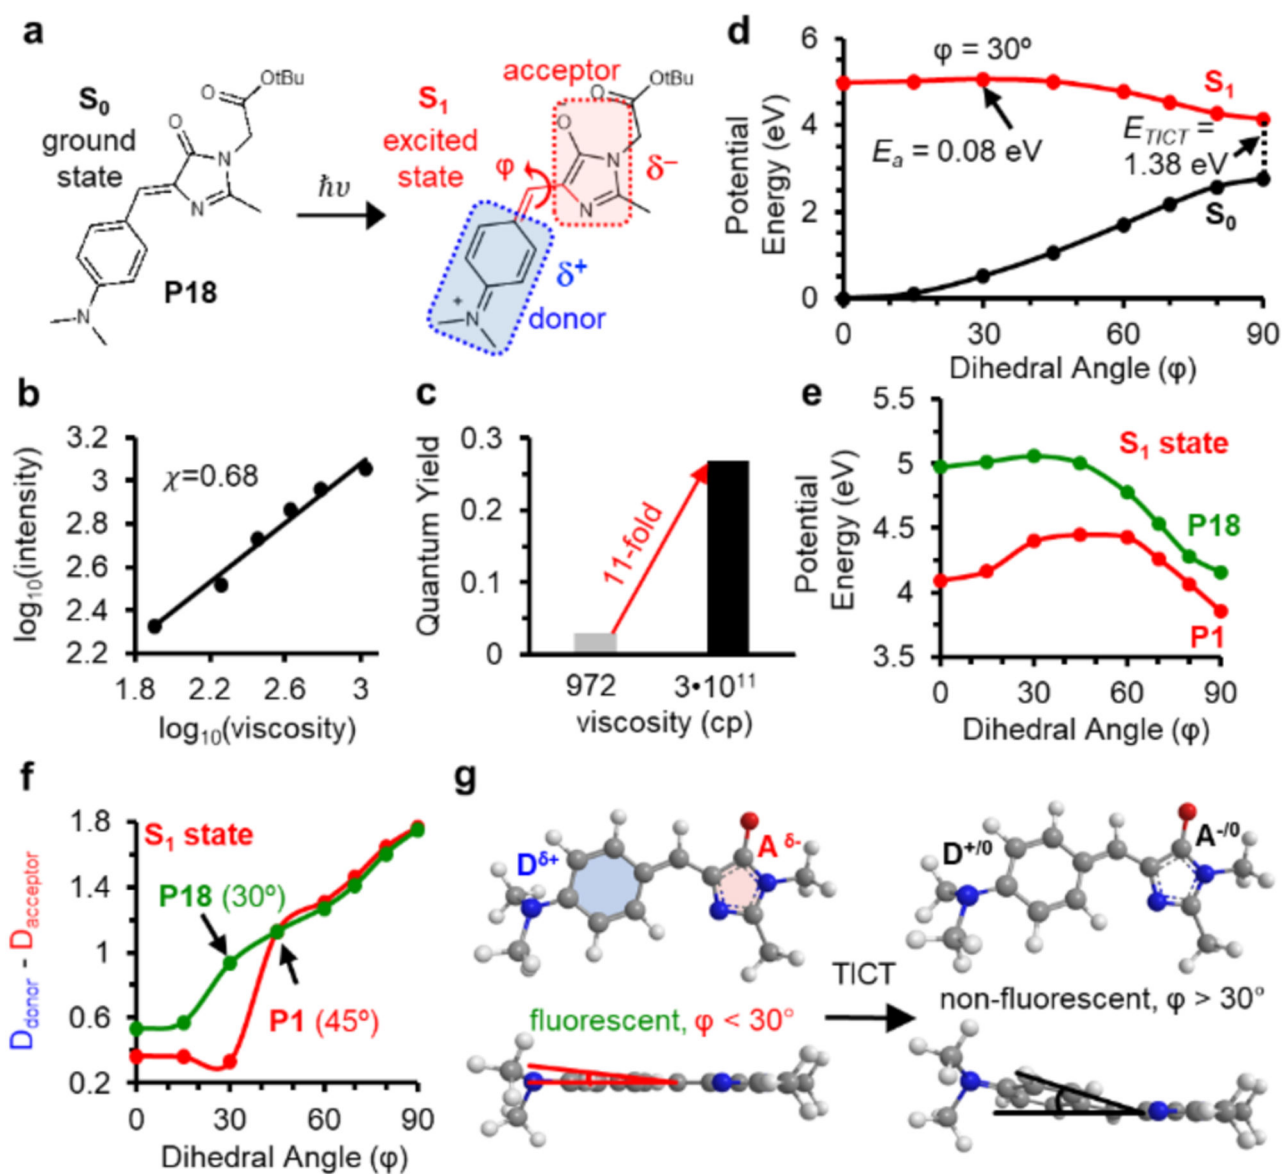 a
S0
ground
state
O
OtBu
O
N
N
N
P18
ħυ
S1
excited
state
acceptor
O
OtBu
O⁻
φ
N
N
δ−
δ+
+
N
donor
b
log10(intensity)
3.2
3
2.8
2.6
2.4
2.2
χ=0.68
1.8
2.2
2.6
3
log10(viscosity)
c
Quantum Yield
0.3
0.2
0.1
0
11-fold
972
3•10¹¹
viscosity (cp)
d
Potential
Energy (eV)
6
4
2
0
φ = 30º
Ea = 0.08 eV
S1
ETICT =
1.38 eV
S0
0
30
60
90
Dihedral Angle (φ)
e
Potential
Energy (eV)
5.5
5
4.5
4
3.5
S1 state
P18
P1
0
30
60
90
Dihedral Angle (φ)
f
Ddonor - Dacceptor
1.8
1.4
1
0.6
0.2
S1 state
P18 (30º)
P1 (45º)
0
30
60
90
Dihedral Angle (φ)
g
Dδ+
A δ-
D+/0
A-/0
TICT
fluorescent, φ < 30°
non-fluorescent, φ > 30°